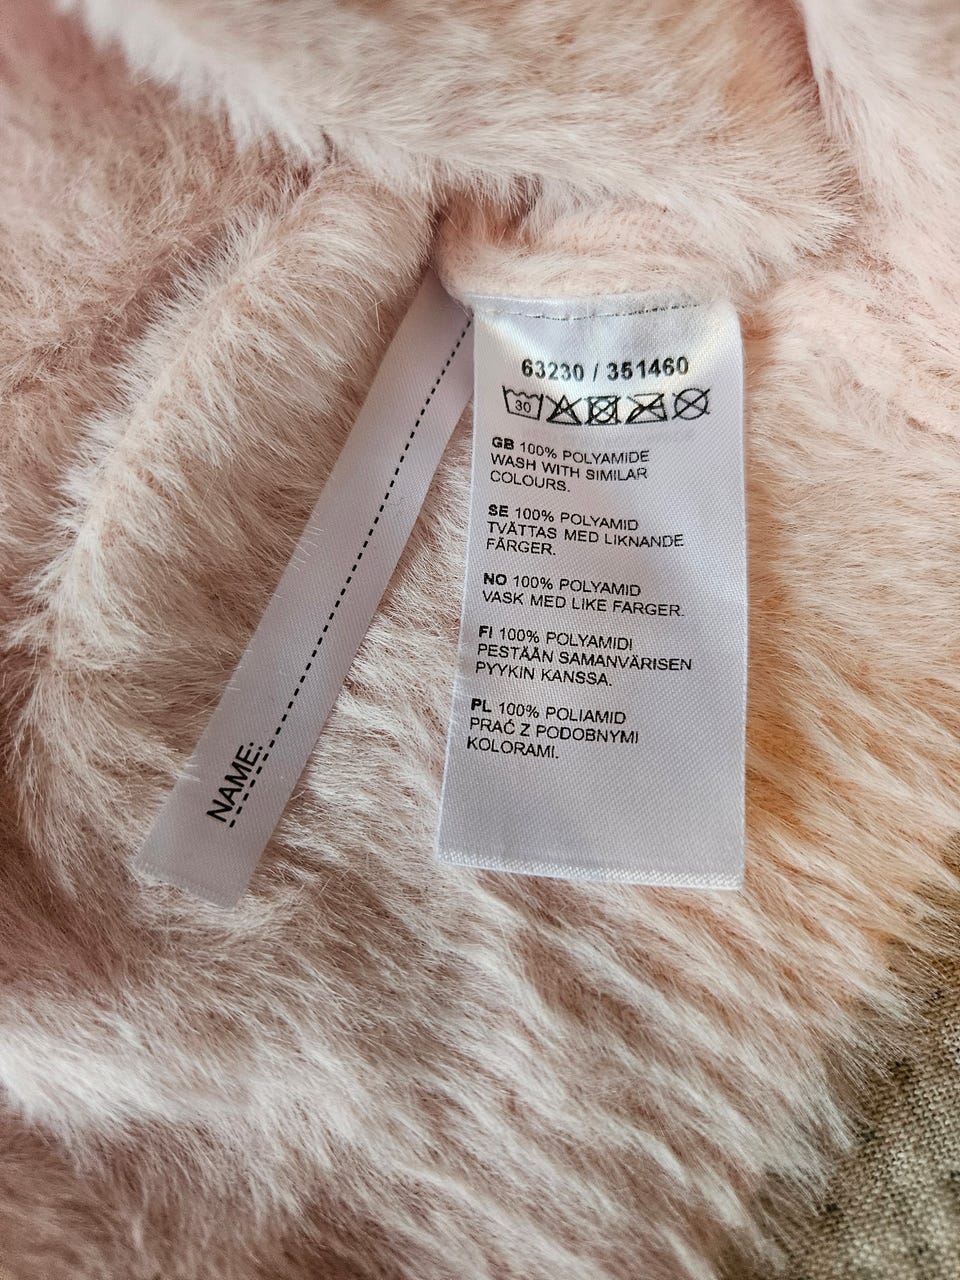 63230 / 351460
30
GB 100% POLYAMIDE
WASH WITH SIMILAR
COLOURS.
SE 100% POLYAMID
TVÄTTAS MED LIKNANDE
FÄRGER.
NO 100% POLYAMID
VASK MED LIKE FARGER.
FI 100% POLYAMIDI
PESTÄÄN SAMANVÄRISEN
PYYKIN KANSSA.
PL 100% POLIAMID
PRAĆ Z PODOBNYMI
KOLORAMI.
NAME: